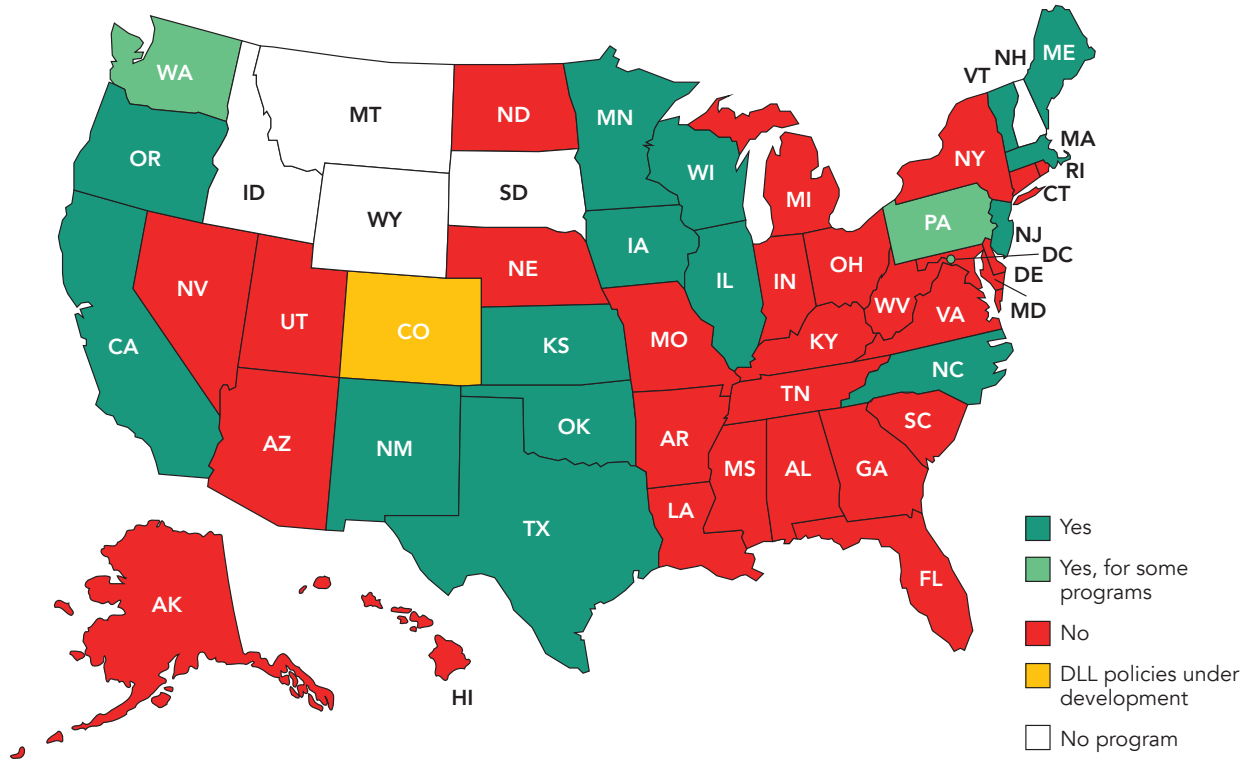 ME
NH
VT
WA
MT
ND
MN
OR
MA
NY
WI
RI
ID
SD
CT
MI
WY
PA
NJ
IA
DC
OH
NE
DE
IN
IL
NV
WV
MD
VA
UT
CO
MO
KY
CA
KS
NC
TN
SC
OK
AR
AZ
NM
MS
AL
GA
LA
TX
FL
AK
HI
Yes
Yes, for some
programs
No
DLL policies under
development
No program